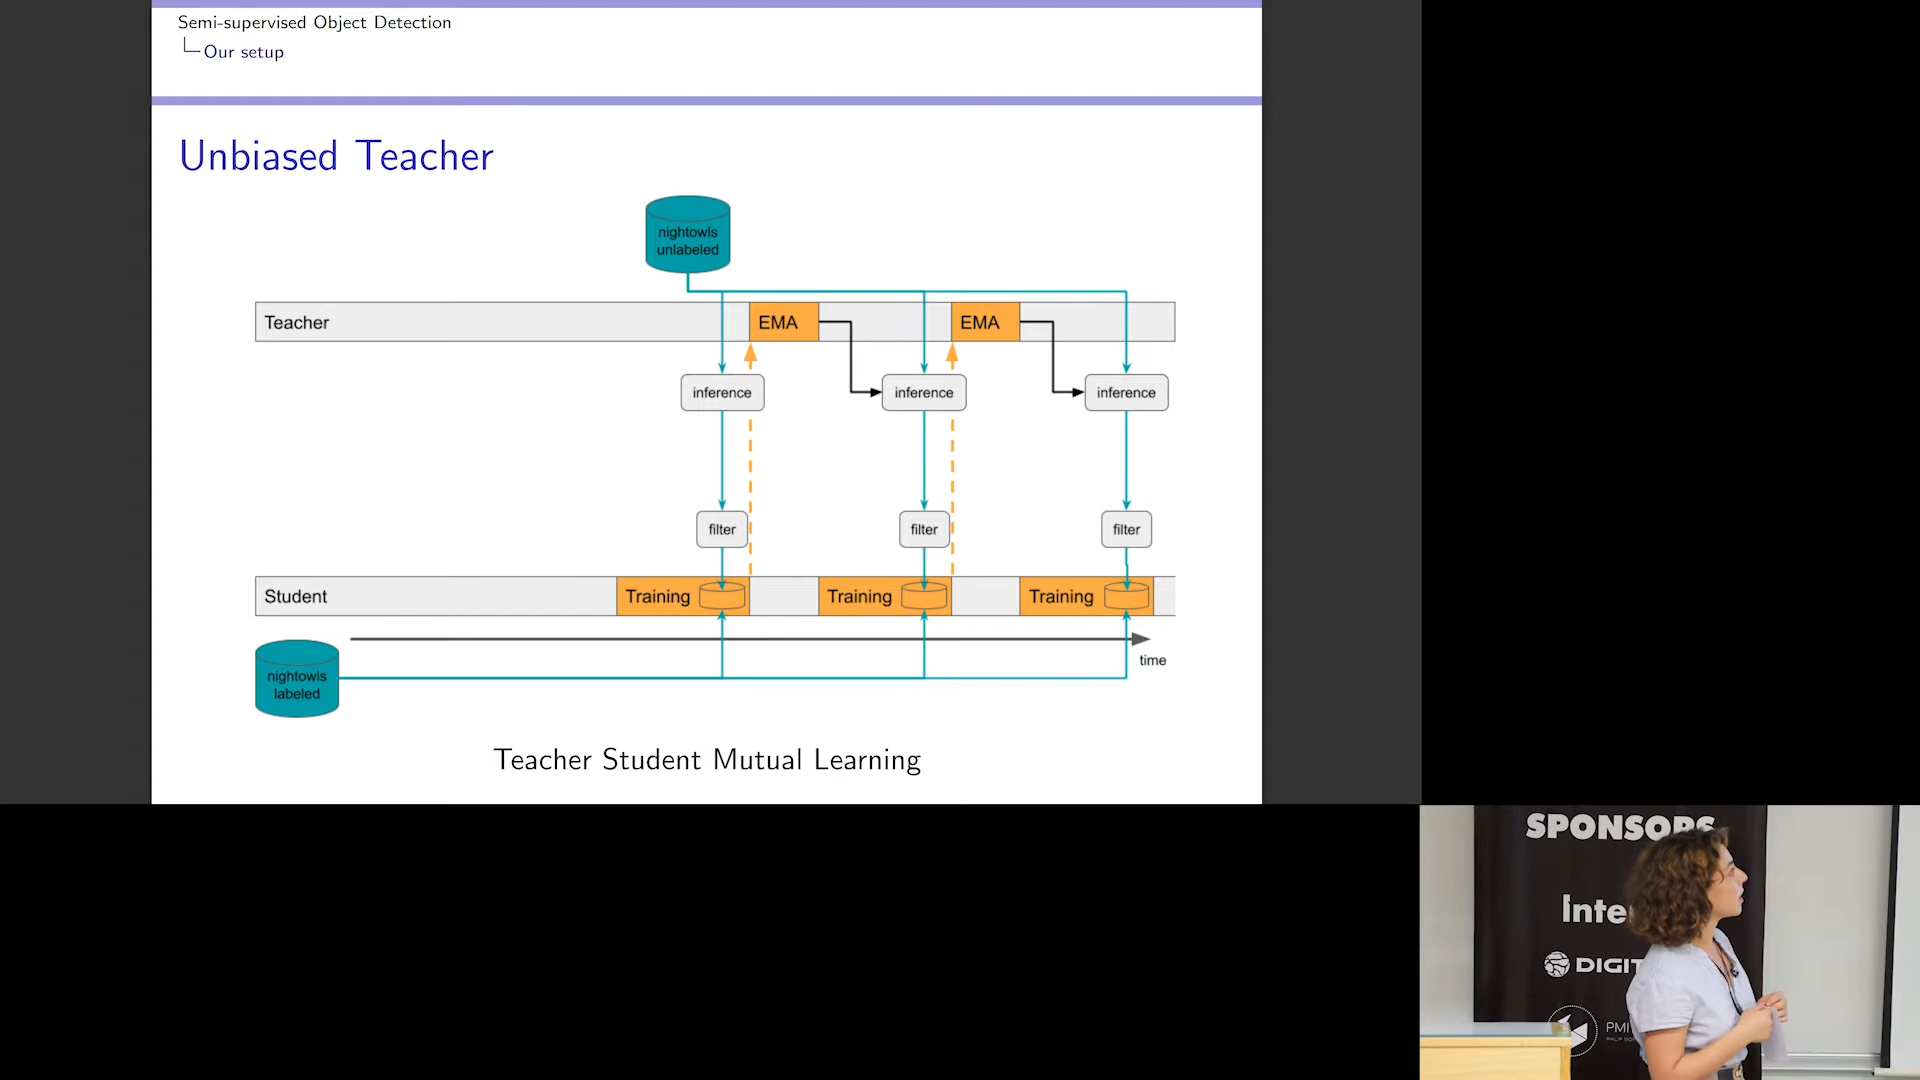 Semi-supervised Object Detection
Our setup
Unbiased Teacher
nightowls
unlabeled
Teacher
EMA
EMA
inference
inference
inference
filter
filter
filter
Student
Training
Training
Training
time
nightowls
labeled
Teacher Student Mutual Learning
SPONSORS
Inte
DIGIT
PMI